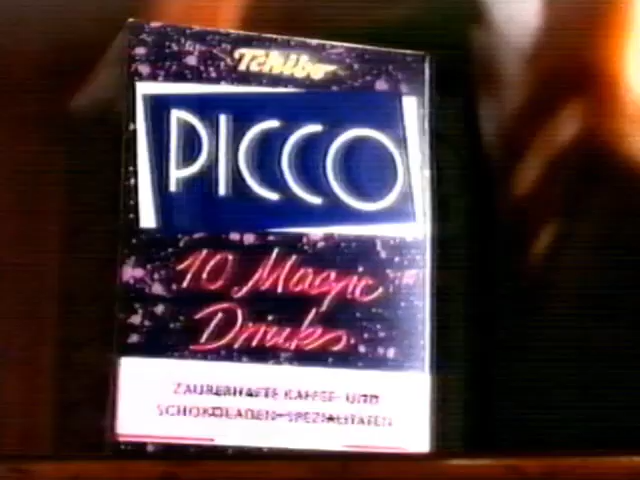 Tchibo
PICCO
10 Magic
Drinks
ZAUBERHAFTE KAFFEE- UND
SCHOKOLADEN-SPEZIALITÄTEN